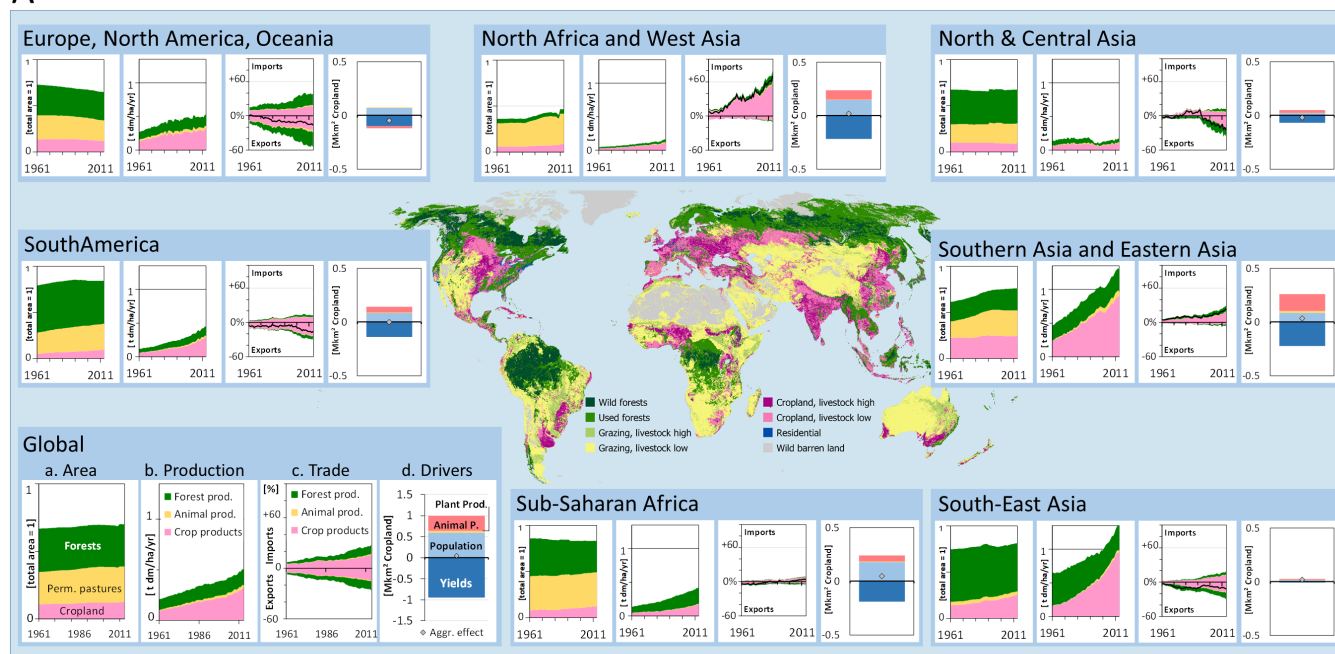 Europe, North America, Oceania
[total area = 1]
1
0
1961 2011
[ t dm/ha/yr]
1
0
1961 2011
Imports
+60
0%
-60
Exports
1961 2011
[Mkm² Cropland]
0.5
-0.5
North Africa and West Asia
[total area = 1]
1
0
1961 2011
[ t dm/ha/yr]
1
0
1961 2011
Imports
+60
0%
-60
Exports
1961 2011
[Mkm² Cropland]
0.5
-0.5
North & Central Asia
[total area = 1]
1
0
1961 2011
[ t dm/ha/yr]
1
0
1961 2011
Imports
+60
0%
-60
Exports
1961 2011
[Mkm² Cropland]
0.5
-0.5
SouthAmerica
[total area = 1]
1
0
1961 2011
[ t dm/ha/yr]
1
0
1961 2011
Imports
+60
0%
-60
Exports
1961 2011
[Mkm² Cropland]
0.5
-0.5
Southern Asia and Eastern Asia
[total area = 1]
1
0
1961 2011
[ t dm/ha/yr]
1
0
1961 2011
Imports
+60
0%
-60
Exports
1961 2011
[Mkm² Cropland]
0.5
-0.5
Wild forests
Used forests
Grazing, livestock high
Grazing, livestock low
Cropland, livestock high
Cropland, livestock low
Residential
Wild barren land
Global
a. Area
[total area = 1]
1
0
Forests
Perm. pastures
Cropland
1961 1986 2011
b. Production
[ t dm/ha/yr]
1
0
Forest prod.
Animal prod.
Crop products
1961 1986 2011
c. Trade
[%]
Forest prod.
Animal prod.
Crop products
+60
Imports
0%
Exports
-60
1961 1986 2011
d. Drivers
[Mkm² Cropland]
1.5
1
0.5
0
-0.5
-1
-1.5
Plant Prod.
Animal P.
Population
Yields
Aggr. effect
Sub-Saharan Africa
[total area = 1]
1
0
1961 2011
[ t dm/ha/yr]
1
0
1961 2011
Imports
+60
0%
-60
Exports
1961 2011
[Mkm² Cropland]
0.5
0
-0.5
South-East Asia
[total area = 1]
1
0
1961 2011
[ t dm/ha/yr]
1
0
1961 2011
Imports
+60
0%
-60
Exports
1961 2011
[Mkm² Cropland]
0.5
0
-0.5